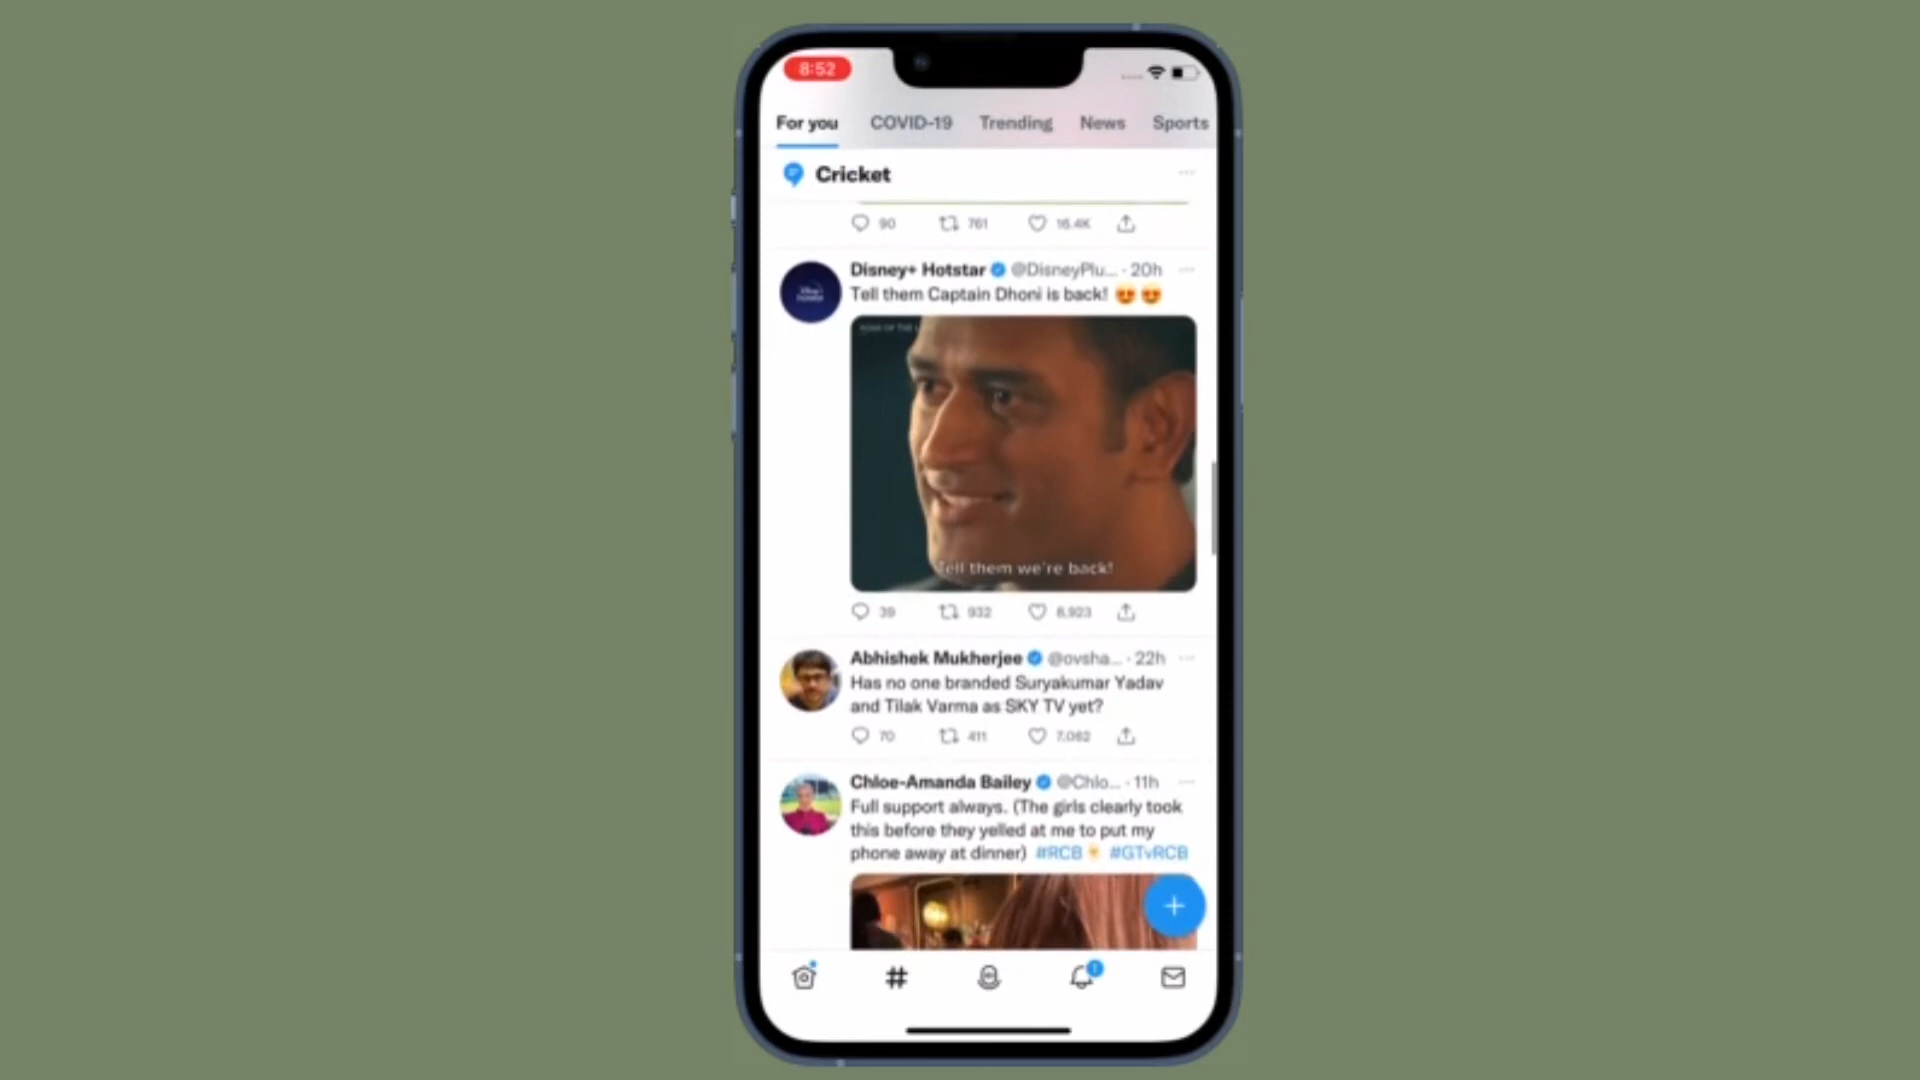 8:52
For you COVID-19 Trending News Sports
Cricket
90 761 16.4K
Disney+ Hotstar @DisneyPlu... · 20h
Tell them Captain Dhoni is back! 😍 😍
ROAR OF THE
Tell them we're back!
39 932 8,923
Abhishek Mukherjee @ovsha... · 22h
Has no one branded Suryakumar Yadav
and Tilak Varma as SKY TV yet?
70 411 7,062
Chloe-Amanda Bailey @Chlo... · 11h
Full support always. (The girls clearly took
this before they yelled at me to put my
phone away at dinner) #RCB #GTvRCB
1